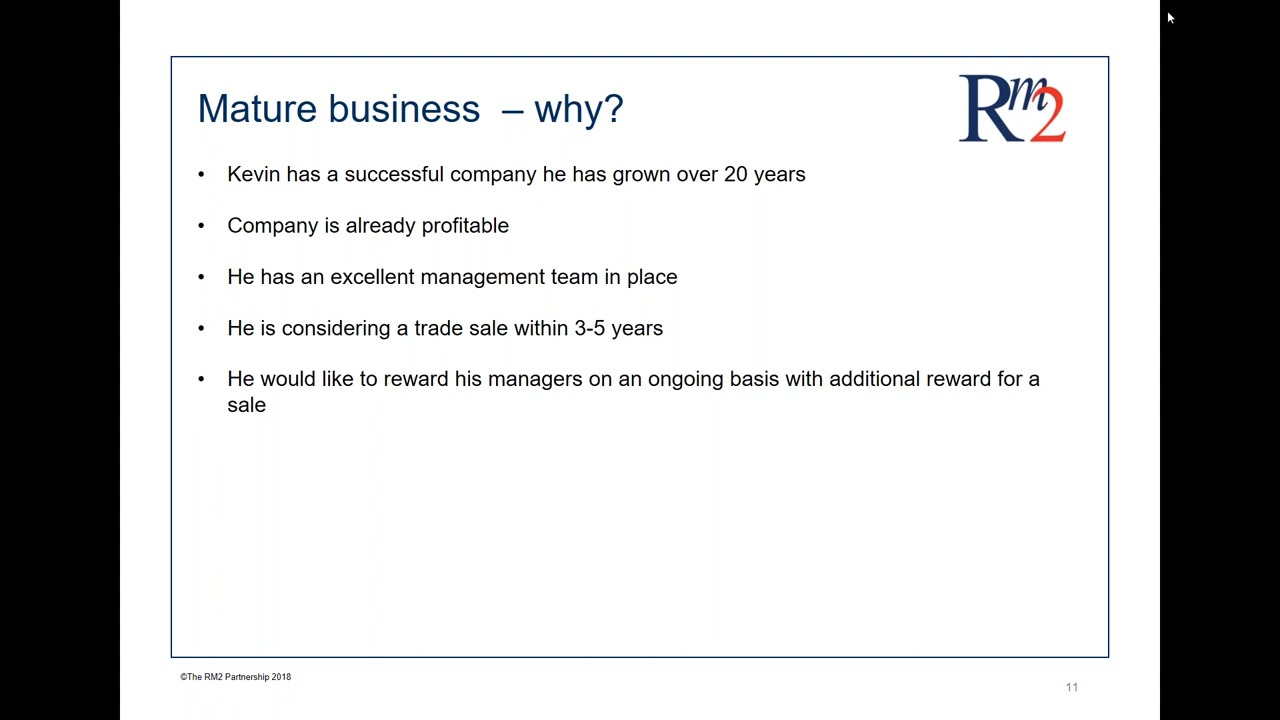 Mature business – why?
Rm2
• Kevin has a successful company he has grown over 20 years
• Company is already profitable
• He has an excellent management team in place
• He is considering a trade sale within 3-5 years
• He would like to reward his managers on an ongoing basis with additional reward for a
sale
©The RM2 Partnership 2018
11